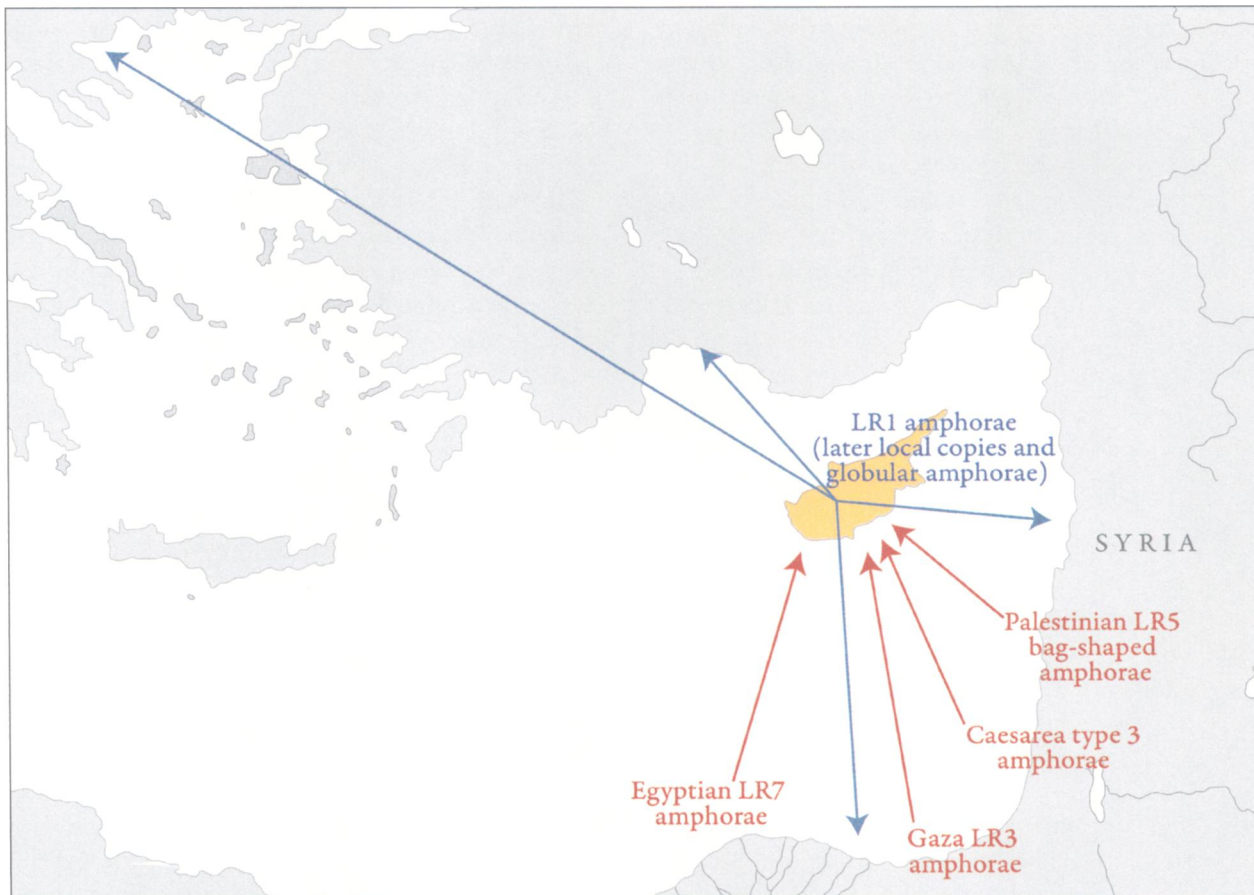 LR1 amphorae
(later local copies and
globular amphorae)
SYRIA
Palestinian LR5
bag-shaped
amphorae
Caesarea type 3
amphorae
Egyptian LR7
amphorae
Gaza LR3
amphorae